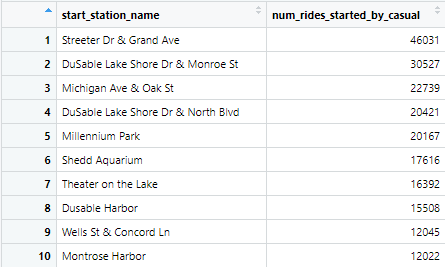 start_station_name num_rides_started_by_casual
1 Streeter Dr & Grand Ave 46031
2 DuSable Lake Shore Dr & Monroe St 30527
3 Michigan Ave & Oak St 22739
4 DuSable Lake Shore Dr & North Blvd 20421
5 Millennium Park 20167
6 Shedd Aquarium 17616
7 Theater on the Lake 16392
8 Dusable Harbor 15508
9 Wells St & Concord Ln 12045
10 Montrose Harbor 12022